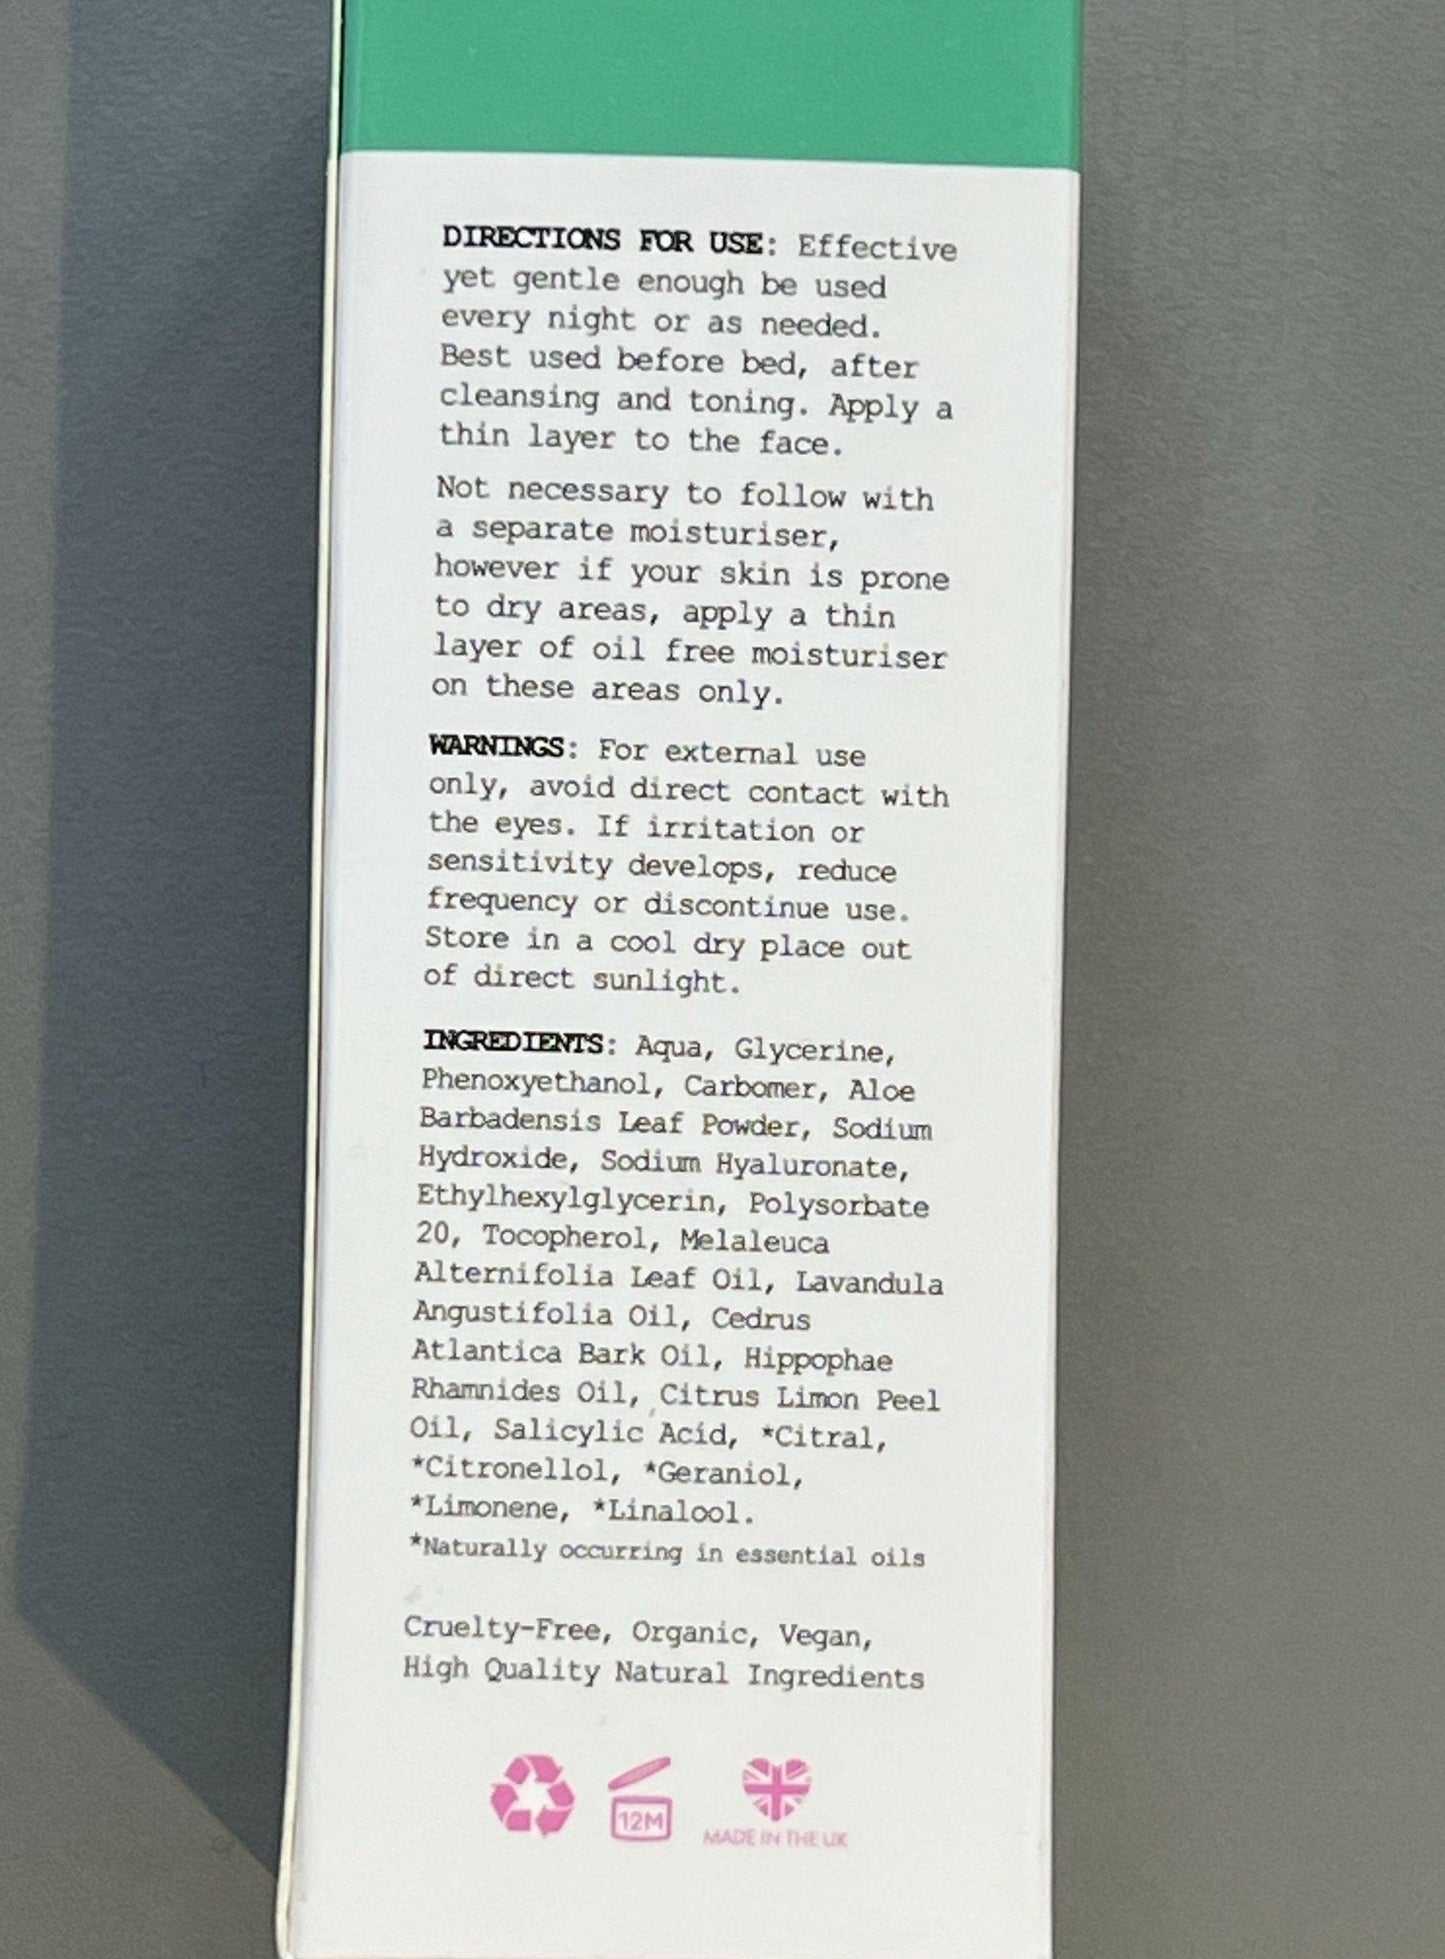 DIRECTIONS FOR USE: Effective
yet gentle enough be used
every night or as needed.
Best used before bed, after
cleansing and toning. Apply a
thin layer to the face.
Not necessary to follow with
a separate moisturiser,
however if your skin is prone
to dry areas, apply a thin
layer of oil free moisturiser
on these areas only.
WARNINGS: For external use
only, avoid direct contact with
the eyes. If irritation or
sensitivity develops, reduce
frequency or discontinue use.
Store in a cool dry place out
of direct sunlight.
INGREDIENTS: Aqua, Glycerine,
Phenoxyethanol, Carbomer, Aloe
Barbadensis Leaf Powder, Sodium
Hydroxide, Sodium Hyaluronate,
Ethylhexylglycerin, Polysorbate
20, Tocopherol, Melaleuca
Alternifolia Leaf Oil, Lavandula
Angustifolia Oil, Cedrus
Atlantica Bark Oil, Hippophae
Rhamnides Oil, Citrus Limon Peel
Oil, Salicylic Acid, *Citral,
*Citronellol, *Geraniol,
*Limonene, *Linalool.
*Naturally occurring in essential oils
Cruelty-Free, Organic, Vegan,
High Quality Natural Ingredients
12M
MADE IN THE UK